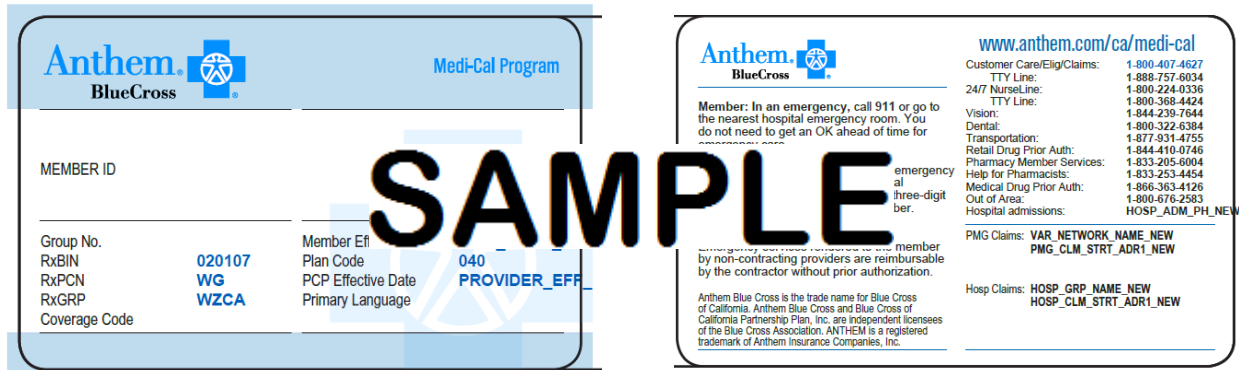 Anthem®
BlueCross
Medi-Cal Program
MEMBER ID
Group No.
RxBIN 020107
RxPCN WG
RxGRP WZCA
Coverage Code
Member Eff
Plan Code 040
PCP Effective Date PROVIDER_EFF_
Primary Language
SAMPLE
Anthem®
BlueCross
Member: In an emergency, call 911 or go to
the nearest hospital emergency room. You
do not need to get an OK ahead of time for
emergency care.
emergency
al
three-digit
ber.
Emergency services rendered to the member
by non-contracting providers are reimbursable
by the contractor without prior authorization.
Anthem Blue Cross is the trade name for Blue Cross
of California. Anthem Blue Cross and Blue Cross of
California Partnership Plan, Inc. are independent licensees
of the Blue Cross Association. ANTHEM is a registered
trademark of Anthem Insurance Companies, Inc.
www.anthem.com/ca/medi-cal
Customer Care/Elig/Claims: 1-800-407-4627
TTY Line: 1-888-757-6034
24/7 NurseLine: 1-800-224-0336
TTY Line: 1-800-368-4424
Vision: 1-844-239-7644
Dental: 1-800-322-6384
Transportation: 1-877-931-4755
Retail Drug Prior Auth: 1-844-410-0746
Pharmacy Member Services: 1-833-205-6004
Help for Pharmacists: 1-833-253-4454
Medical Drug Prior Auth: 1-866-363-4126
Out of Area: 1-800-676-2583
Hospital admissions: HOSP_ADM_PH_NEW
PMG Claims: VAR_NETWORK_NAME_NEW
PMG_CLM_STRT_ADR1_NEW
Hosp Claims: HOSP_GRP_NAME_NEW
HOSP_CLM_STRT_ADR1_NEW